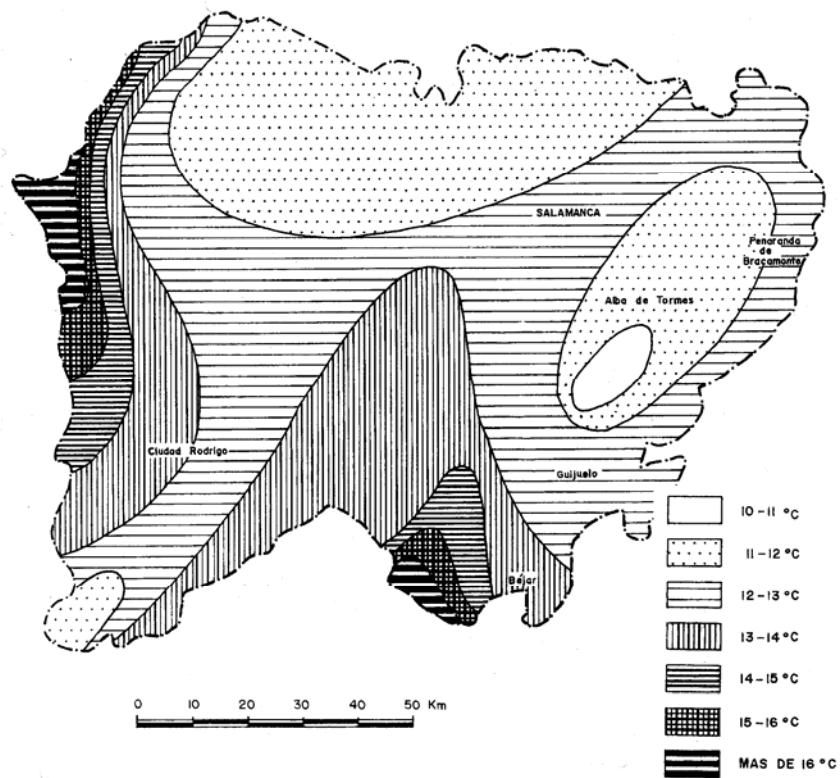 SALAMANCA
Penaranda
de
Bracamonte
Alba de Tormes
Ciudad Rodrigo
Guijuelo
Béjar
10-11 °C
11-12 °C
12-13 °C
13-14 °C
14-15 °C
15-16 °C
MAS DE 16 °C
0 10 20 30 40 50 Km